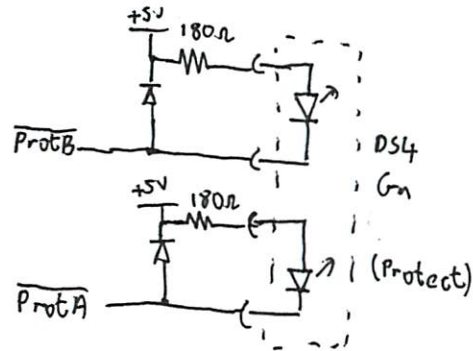 +5V
180Ω
ProtB
DS4
Gn
+5V
180Ω
(Protect)
ProtA